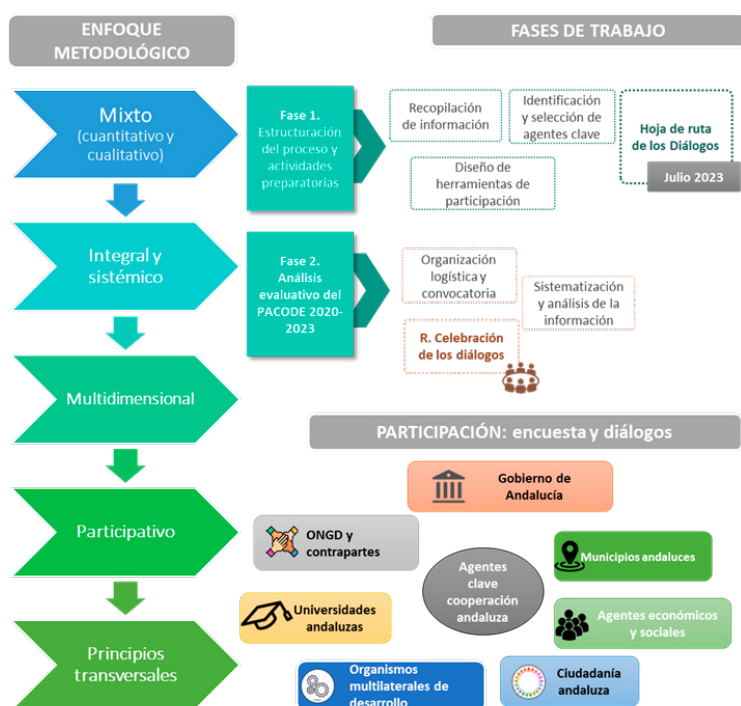 ENFOQUE
METODOLÓGICO
Mixto
(cuantitativo y
cualitativo)
Integral y
sistémico
Multidimensional
Participativo
Principios
transversales
FASES DE TRABAJO
Fase 1.
Estructuración
del proceso y
actividades
preparatorias
Recopilación
de información
Identificación
y selección de
agentes clave
Diseño de
herramientas de
participación
Hoja de ruta
de los Diálogos
Julio 2023
Fase 2.
Análisis
evaluativo del
PACODE 2020-
2023
Organización
logística y
convocatoria
Sistematización
y análisis de la
información
R. Celebración
de los diálogos
PARTICIPACIÓN: encuesta y diálogos
Gobierno de
Andalucía
ONGD y
contrapartes
Agentes
clave
cooperación
andaluza
Municipios andaluces
Universidades
andaluzas
Agentes económicos
y sociales
Organismos
multilaterales de
desarrollo
Ciudadanía
andaluza